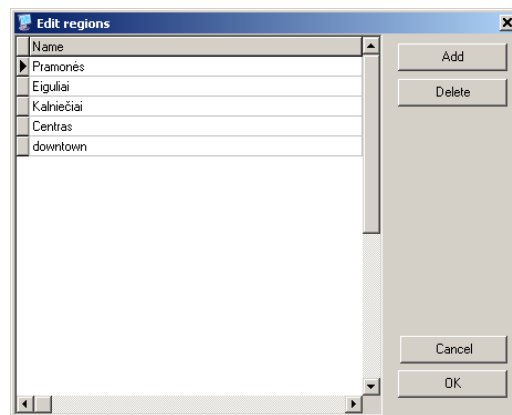 Edit regions
Name
Pramonės
Eiguliai
Kalniečiai
Centras
downtown
Add
Delete
Cancel
OK